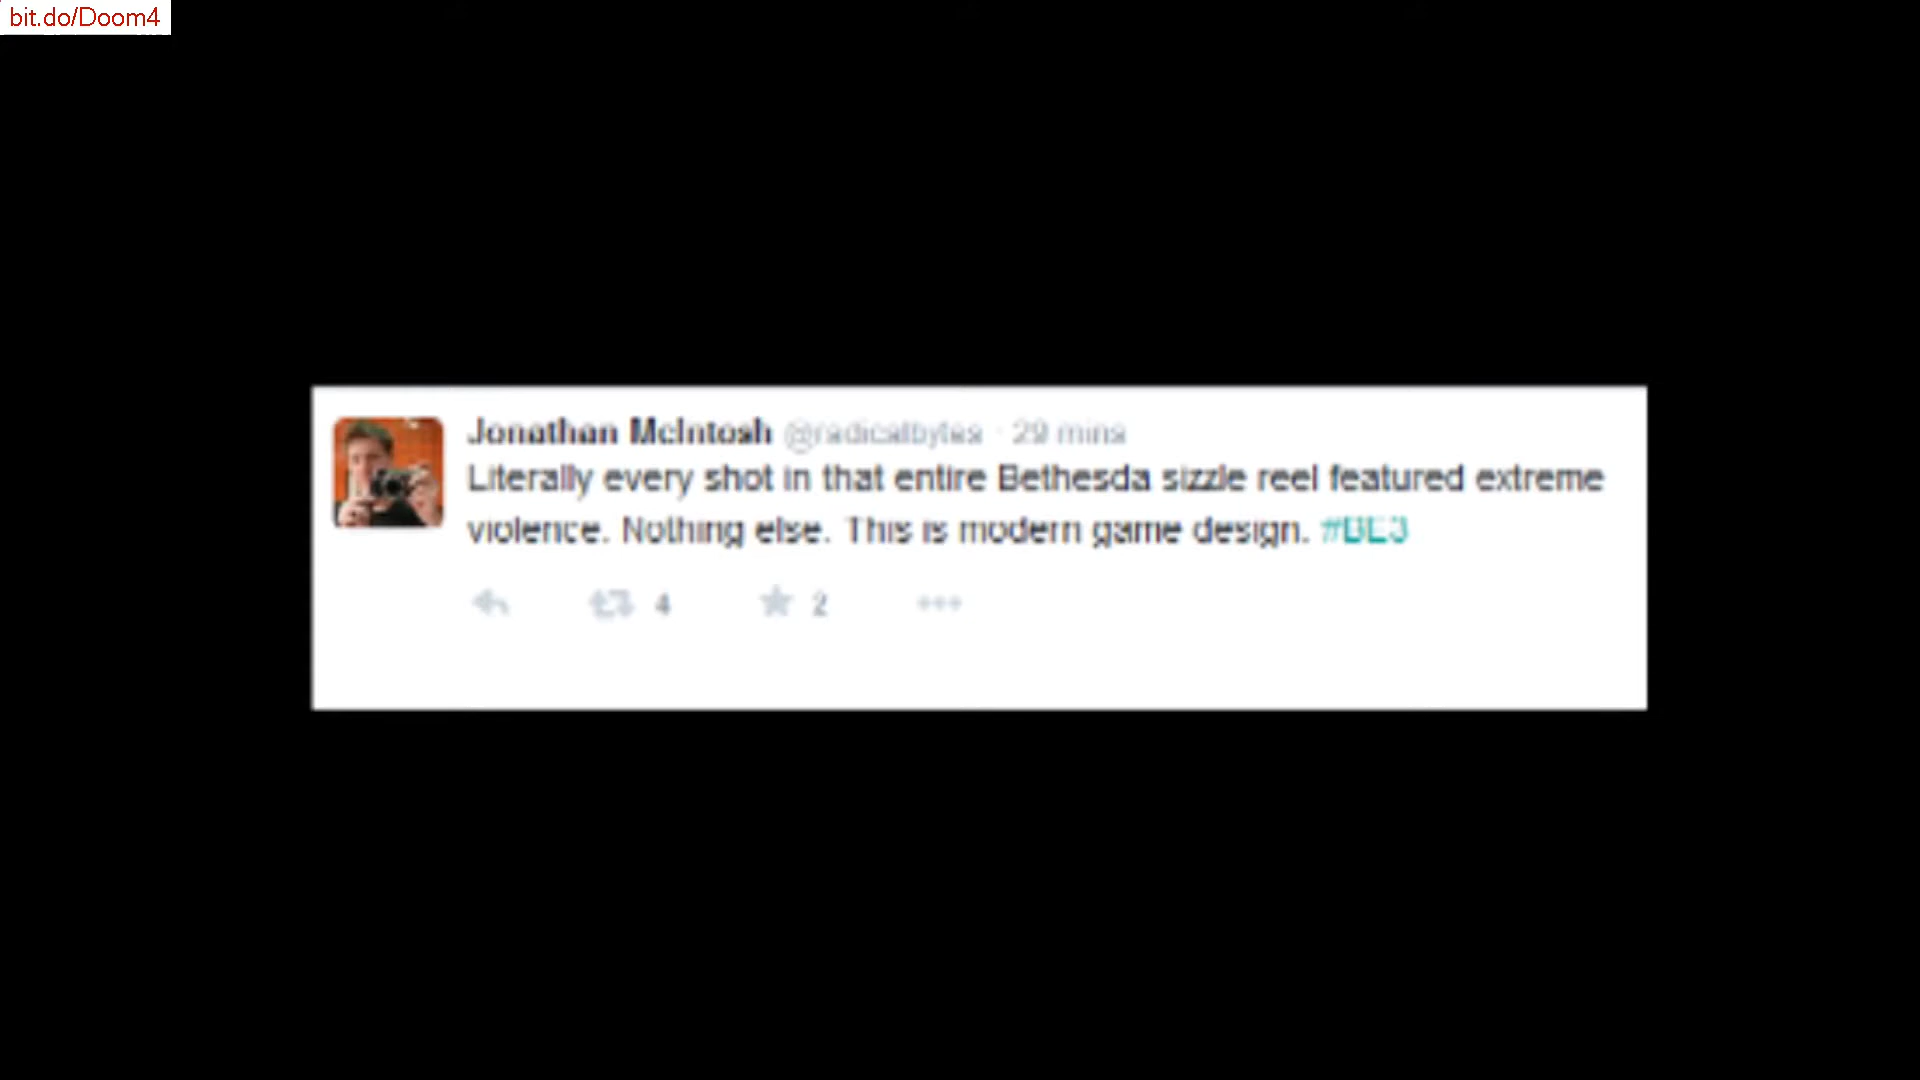 bit.do/Doom4
Jonathan McIntosh @radicalbytes · 29 mins
Literally every shot in that entire Bethesda sizzle reel featured extreme
violence. Nothing else. This is modern game design. #BE3
4 2